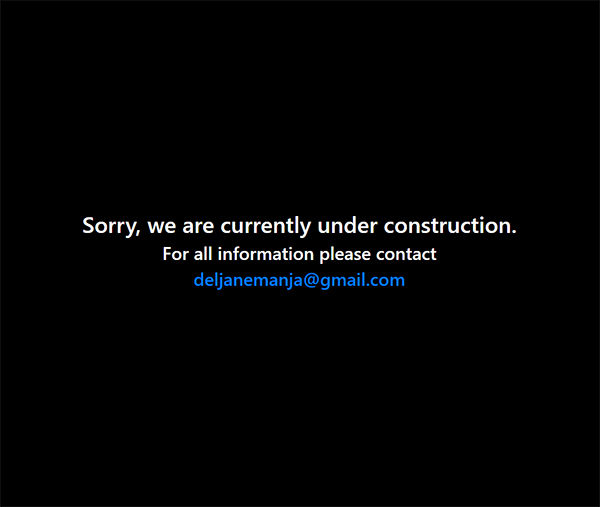 Sorry, we are currently under construction.
For all information please contact
deljanemanja@gmail.com